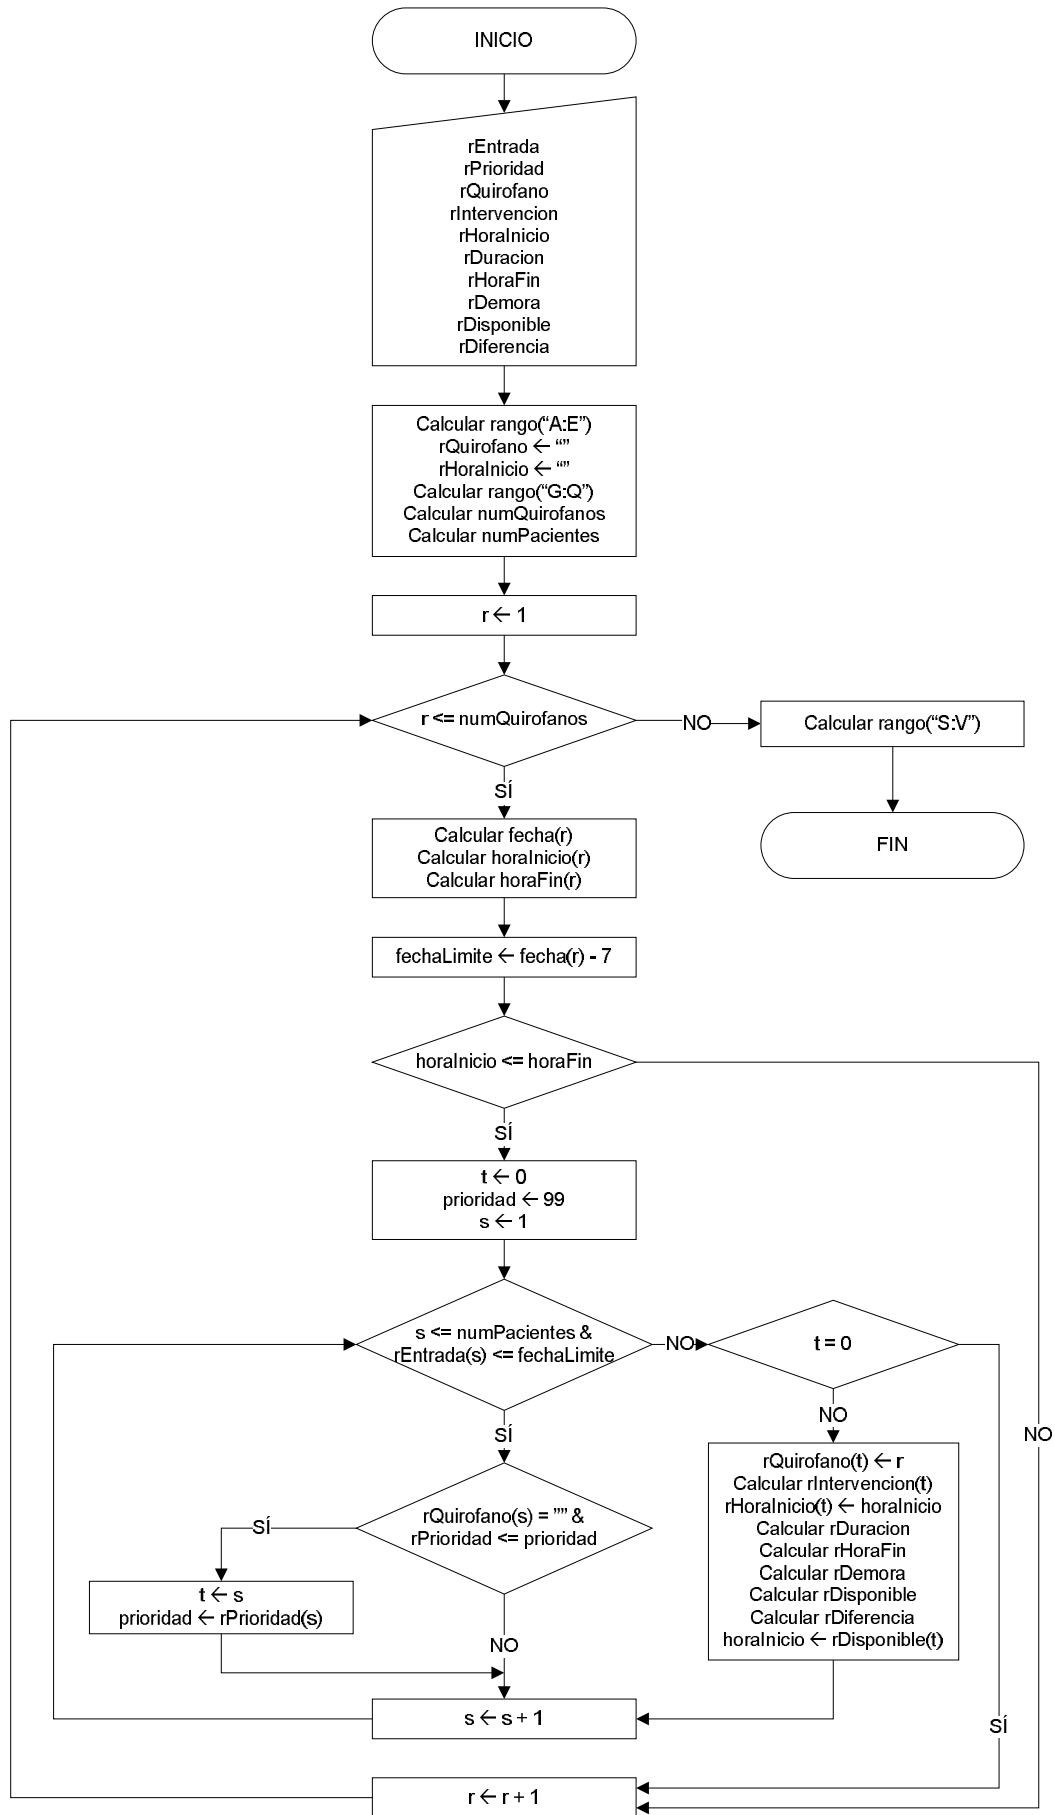 INICIO
rEntrada
rPrioridad
rQuirofano
rIntervencion
rHoraInicio
rDuracion
rHoraFin
rDemora
rDisponible
rDiferencia
Calcular rango(“A:E”)
rQuirofano ← “”
rHoraInicio ← “”
Calcular rango(“G:Q”)
Calcular numQuirofanos
Calcular numPacientes
r ← 1
r <= numQuirofanos
NO
Calcular rango(“S:V”)
SÍ
FIN
Calcular fecha(r)
Calcular horaInicio(r)
Calcular horaFin(r)
fechaLimite ← fecha(r) - 7
horaInicio <= horaFin
SÍ
t ← 0
prioridad ← 99
s ← 1
s <= numPacientes &
rEntrada(s) <= fechaLimite
NO
t = 0
SÍ
NO
NO
rQuirofano(s) = ”” &
rPrioridad <= prioridad
SÍ
t ← s
prioridad ← rPrioridad(s)
NO
rQuirofano(t) ← r
Calcular rIntervencion(t)
rHoraInicio(t) ← horaInicio
Calcular rDuracion
Calcular rHoraFin
Calcular rDemora
Calcular rDisponible
Calcular rDiferencia
horaInicio ← rDisponible(t)
s ← s + 1
SÍ
r ← r + 1